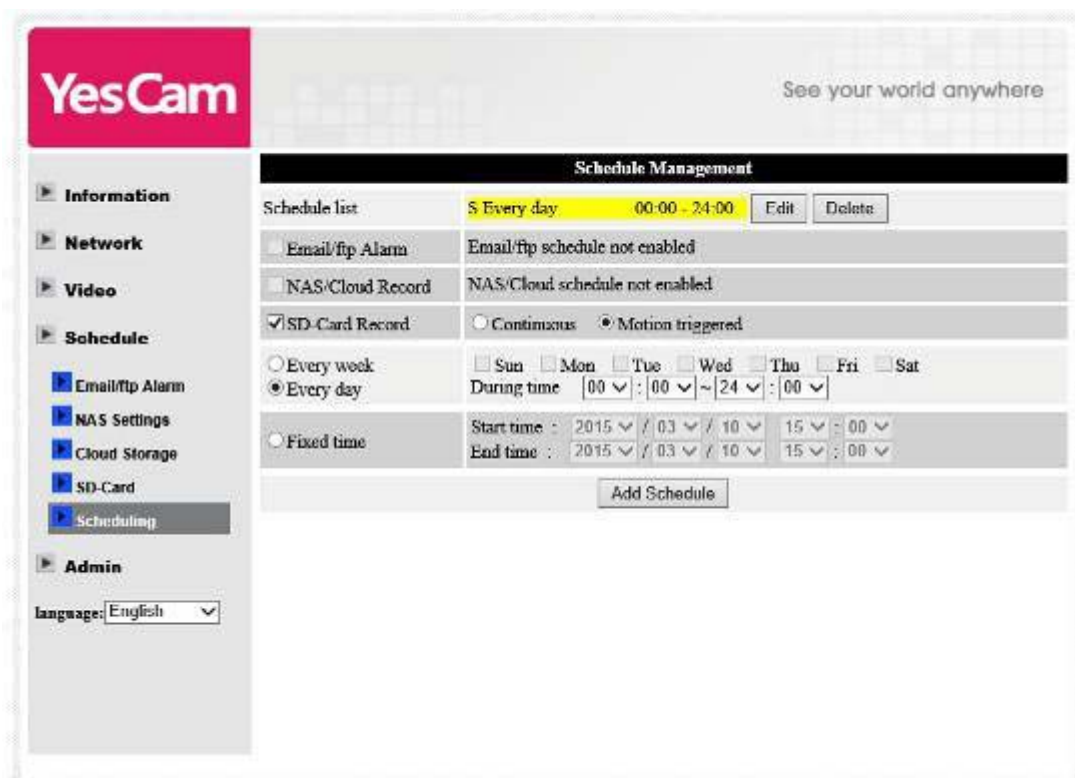 YesCam
See your world anywhere
Information
Network
Video
Schedule
Email/ftp Alarm
NAS Settings
Cloud Storage
SD-Card
Scheduling
Admin
language: English
Schedule Management
Schedule list S Every day 00:00 - 24:00 Edit Delete
Email/ftp Alarm Email/ftp schedule not enabled
NAS/Cloud Record NAS/Cloud schedule not enabled
SD-Card Record Continuous Motion triggered
Every week Sun Mon Tue Wed Thu Fri Sat
Every day During time 00 : 00 ~ 24 : 00
Fixed time
Start time : 2015 / 03 / 10 15 : 00
End time : 2015 / 03 / 10 15 : 00
Add Schedule